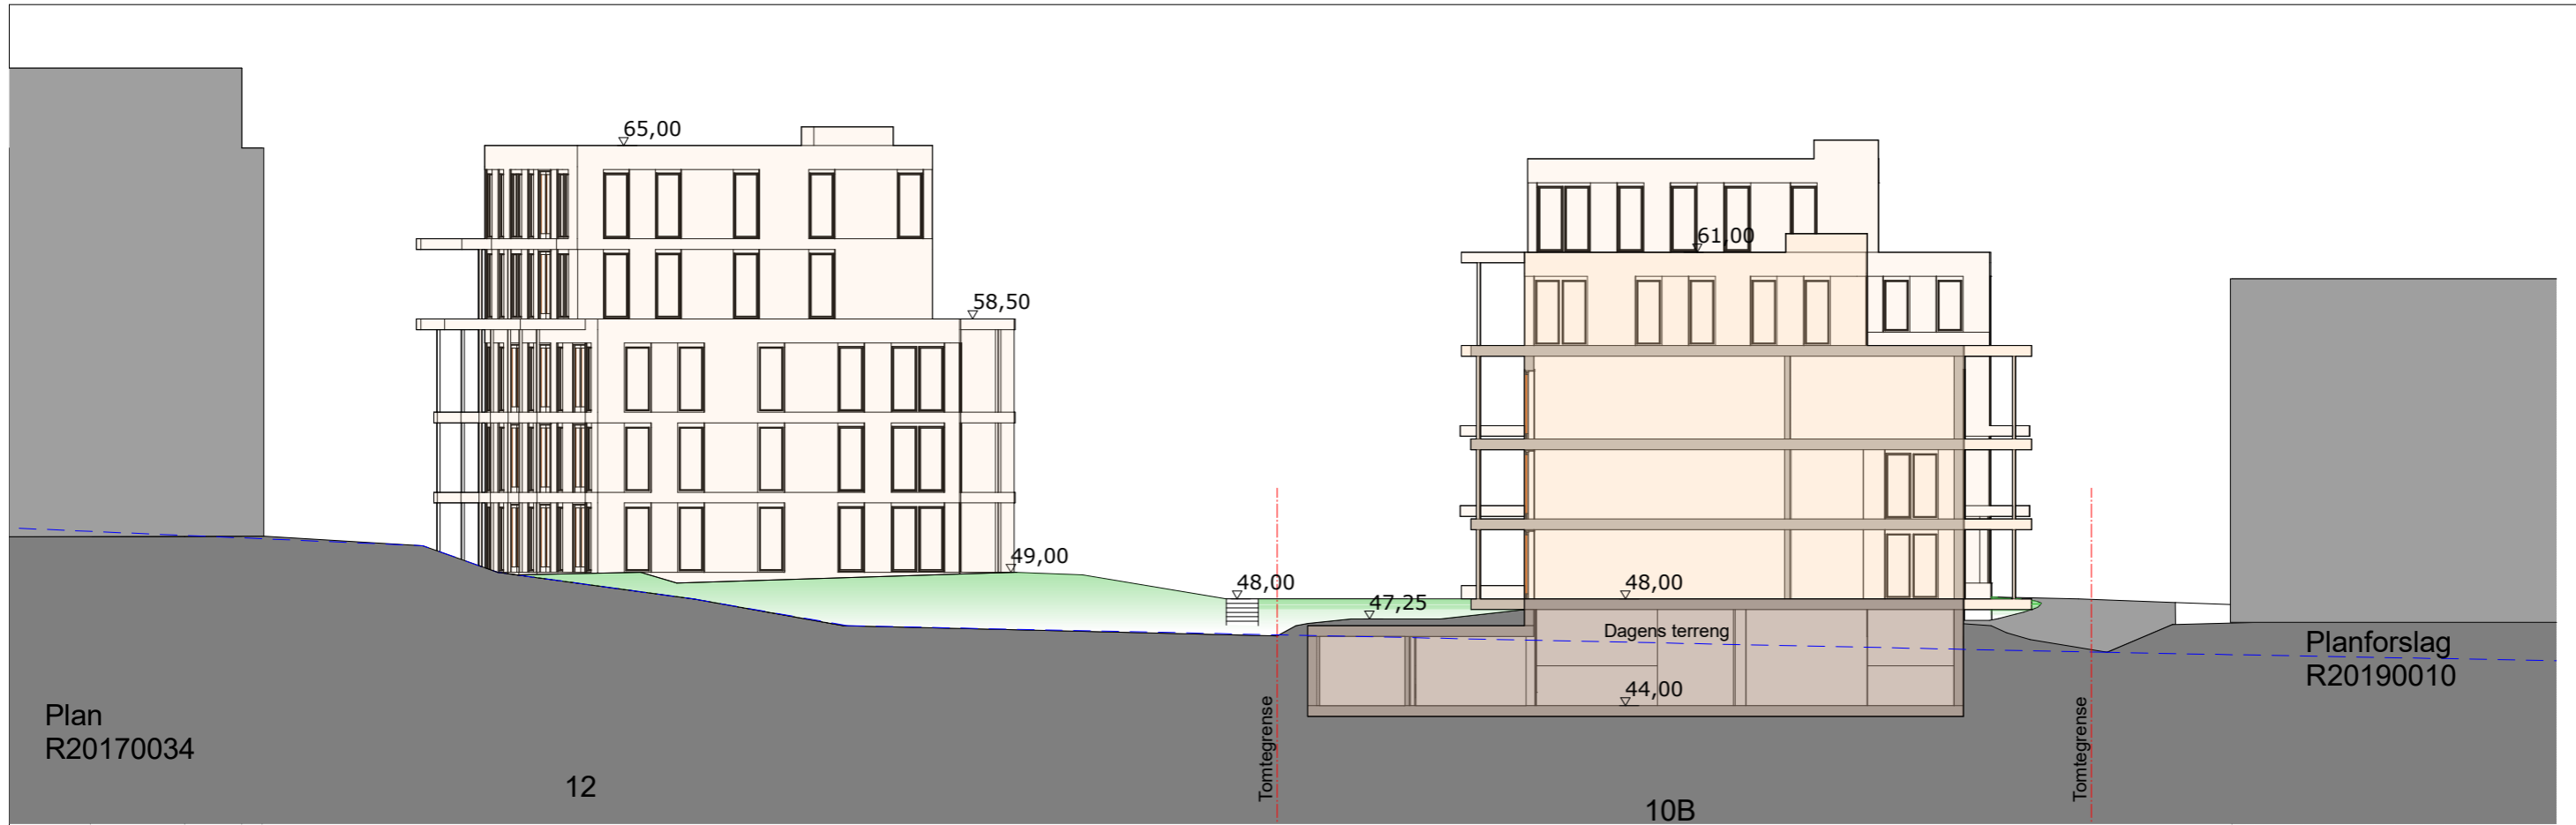 65,00
61,00
58,50
49,00
48,00
48,00
47,25
Dagens terreng
Planforslag
R20190010
44,00
Plan
R20170034
Tomtegrense
Tomtegrense
12
10B